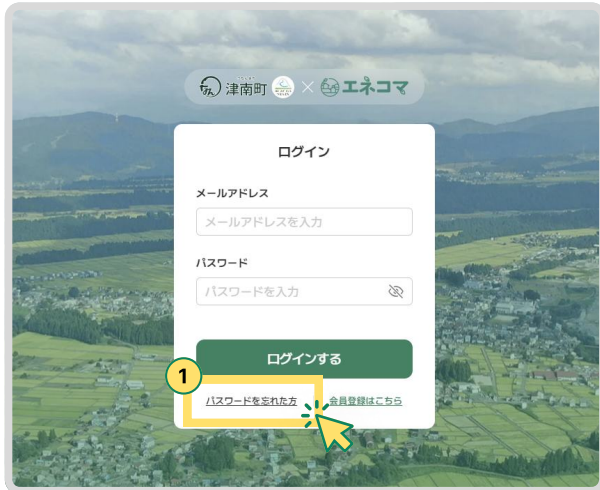 津南町 × エネコマ
ログイン
メールアドレス
メールアドレスを入力
パスワード
パスワードを入力
ログインする
1
パスワードを忘れた方 会員登録はこちら